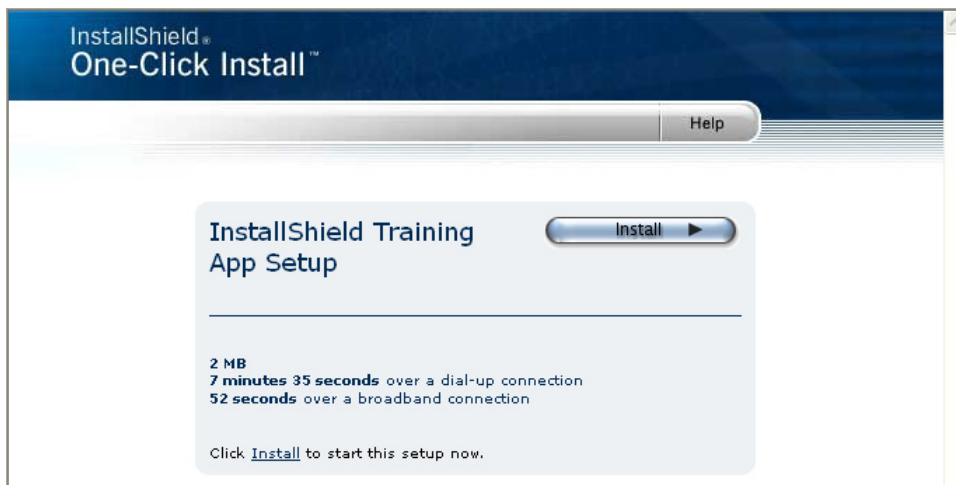 InstallShield®
One-Click Install™
Help
InstallShield Training
App Setup
Install
2 MB
7 minutes 35 seconds over a dial-up connection
52 seconds over a broadband connection
Click Install to start this setup now.